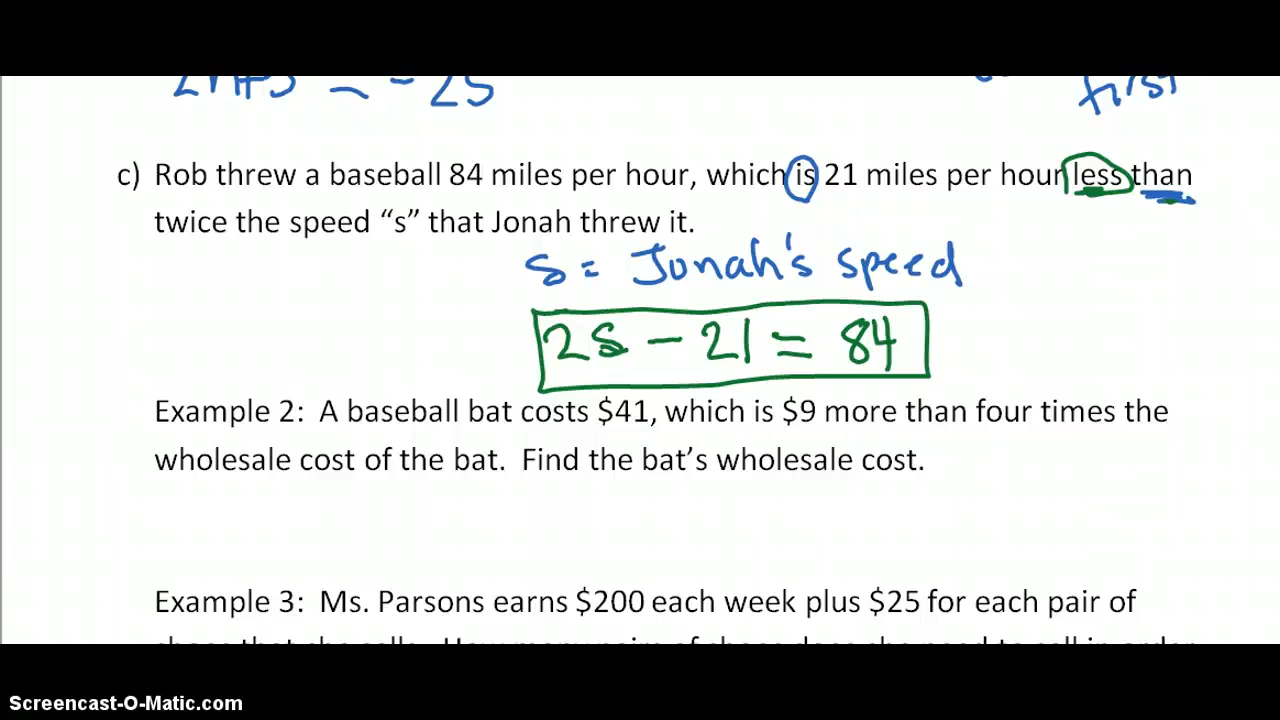 = - 25
first
c) Rob threw a baseball 84 miles per hour, which is 21 miles per hour less than
twice the speed “s” that Jonah threw it.
s = Jonah's speed
2s - 21 = 84
Example 2: A baseball bat costs $41, which is $9 more than four times the
wholesale cost of the bat. Find the bat’s wholesale cost.
Example 3: Ms. Parsons earns $200 each week plus $25 for each pair of
Screencast-O-Matic.com